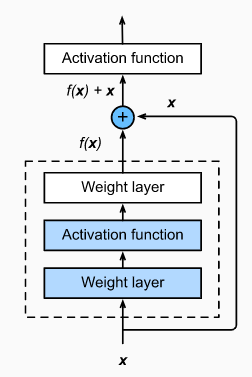 Activation function
f(x) + x
x
+
f(x)
Weight layer
Activation function
Weight layer
x